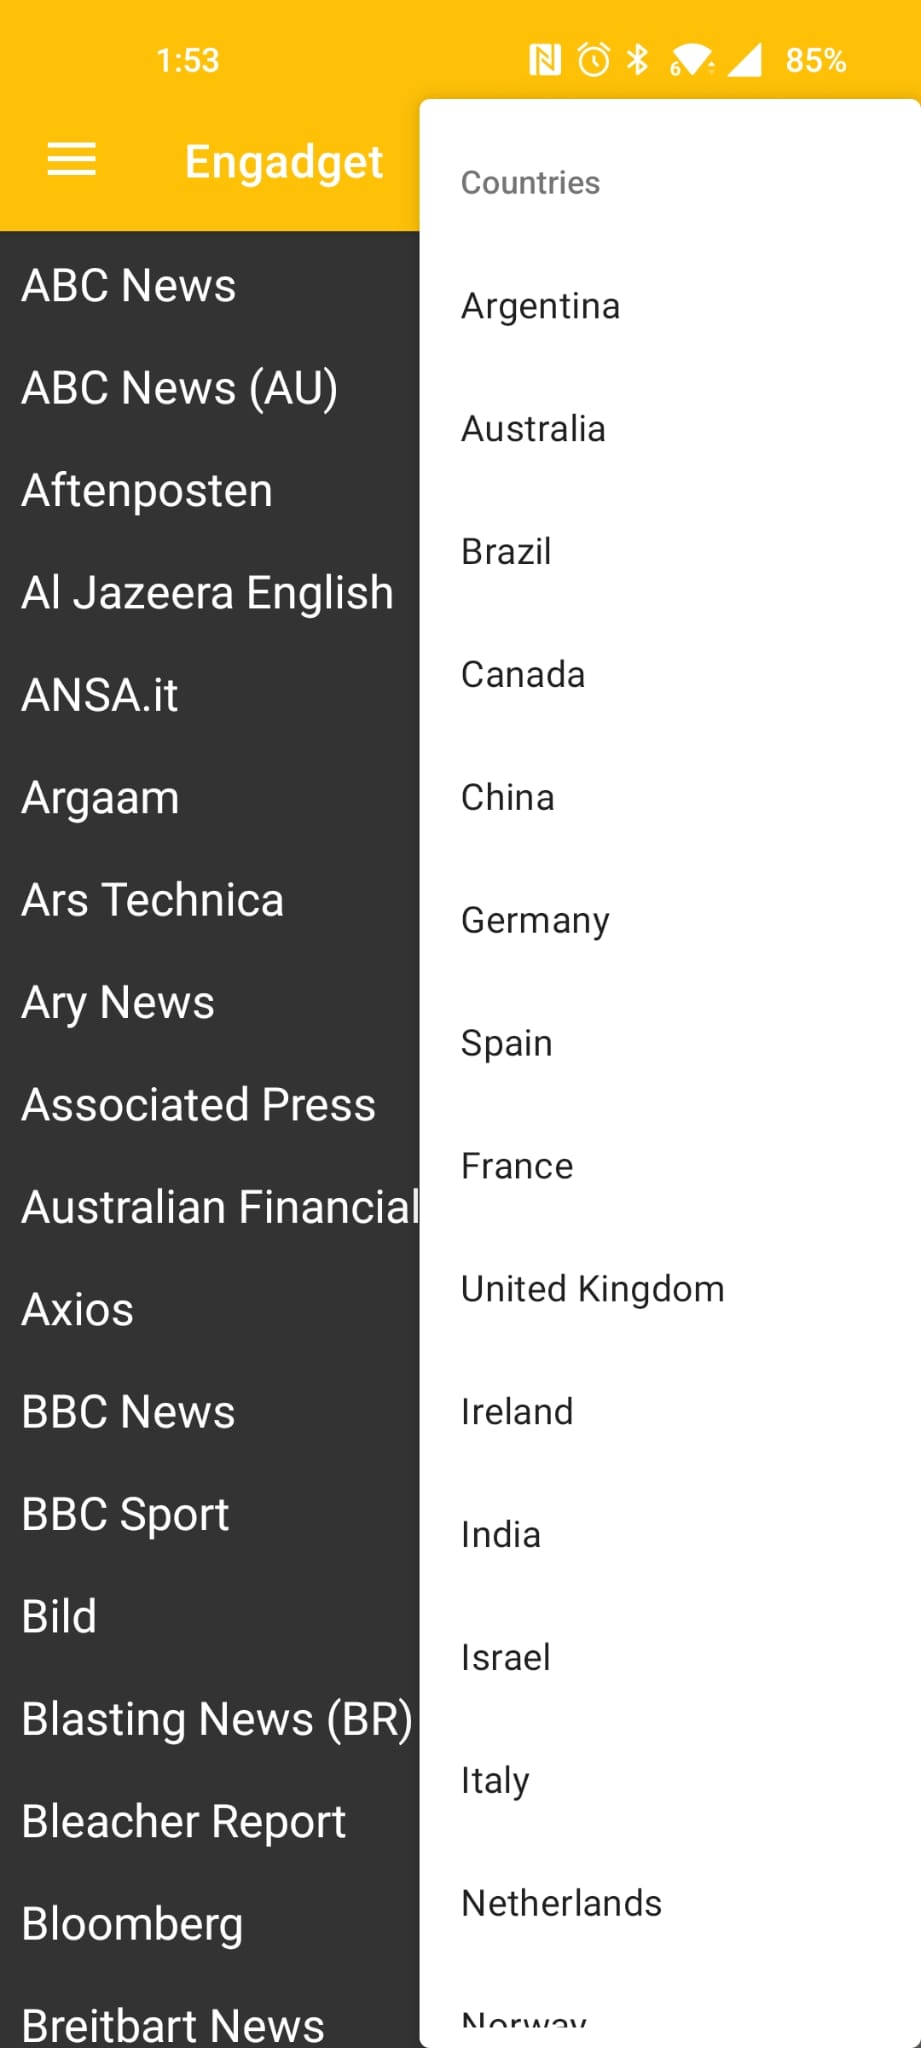 1:53
6
85%
Engadget
ABC News
ABC News (AU)
Aftenposten
Al Jazeera English
ANSA.it
Argaam
Ars Technica
Ary News
Associated Press
Australian Financial
Axios
BBC News
BBC Sport
Bild
Blasting News (BR)
Bleacher Report
Bloomberg
Breitbart News
Countries
Argentina
Australia
Brazil
Canada
China
Germany
Spain
France
United Kingdom
Ireland
India
Israel
Italy
Netherlands
Norway